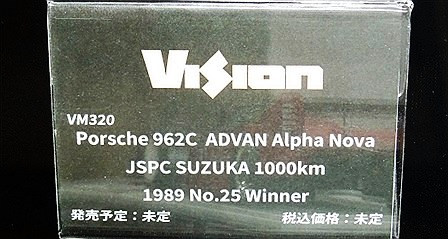 Vision
VM320
Porsche 962C ADVAN Alpha Nova
JSPC SUZUKA 1000km
1989 No.25 Winner
発売予定：未定 税込価格：未定